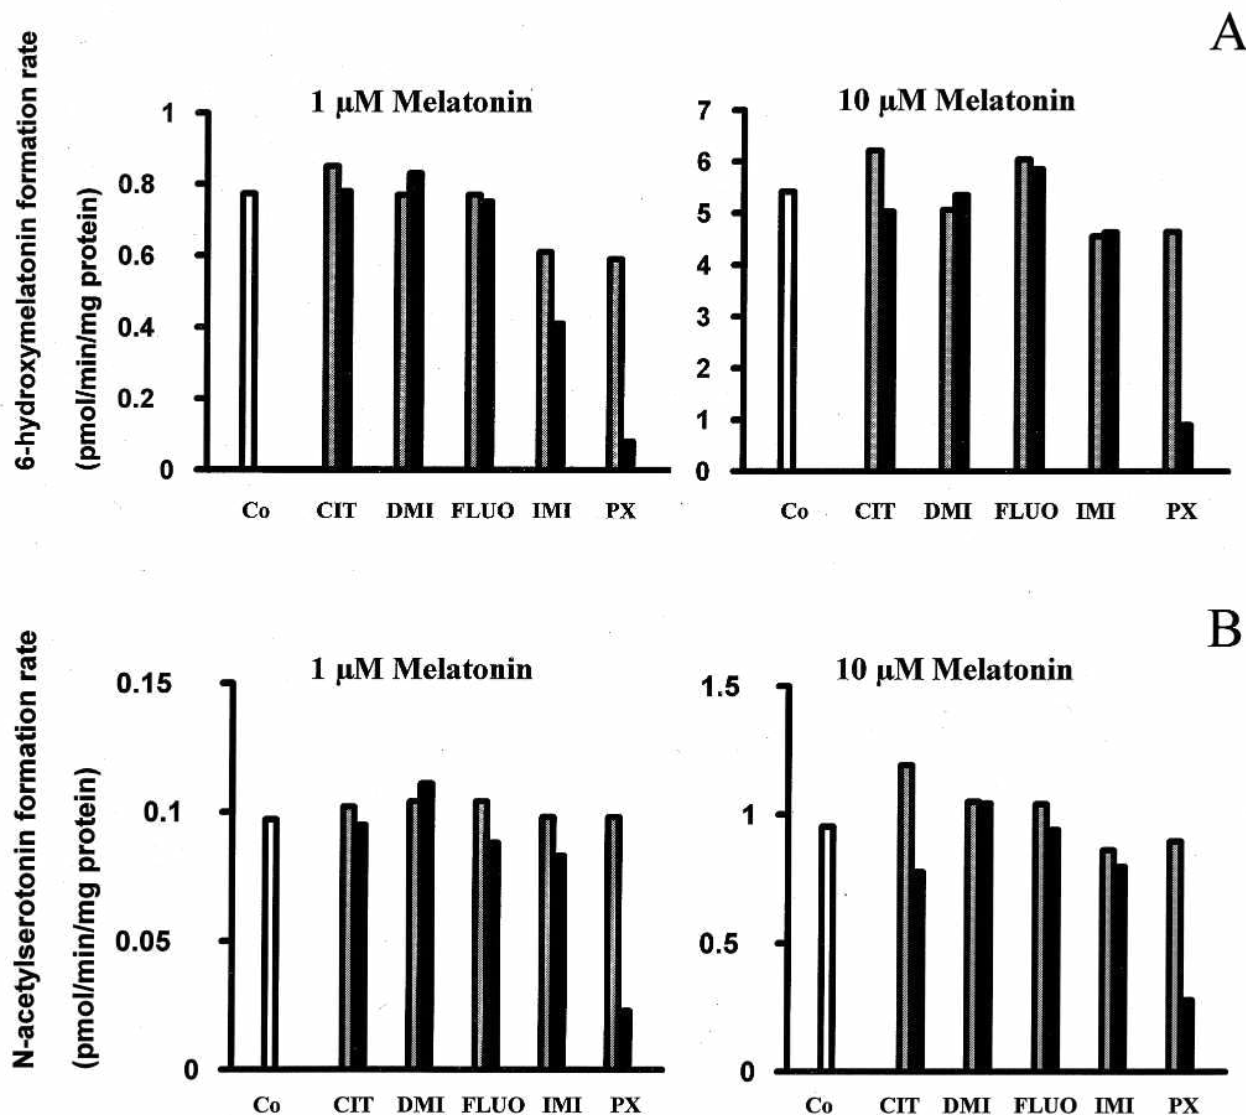 A
6-hydroxymelatonin formation rate
(pmol/min/mg protein)
1 μM Melatonin
1
0.8
0.6
0.4
0.2
0
Co CIT DMI FLUO IMI PX
10 μM Melatonin
7
6
5
4
3
2
1
0
Co CIT DMI FLUO IMI PX
B
N-acetylserotonin formation rate
(pmol/min/mg protein)
1 μM Melatonin
0.15
0.1
0.05
0
Co CIT DMI FLUO IMI PX
10 μM Melatonin
1.5
1
0.5
0
Co CIT DMI FLUO IMI PX